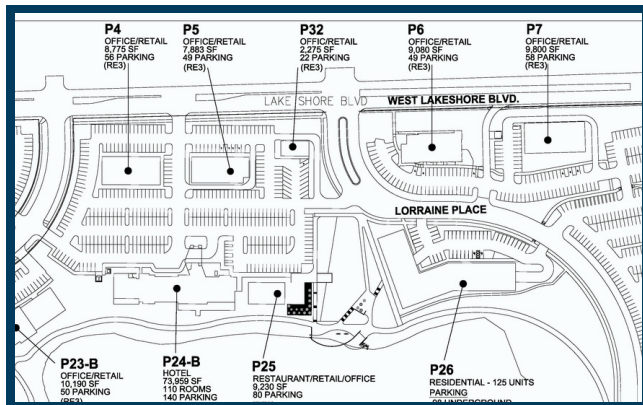 P4
OFFICE/RETAIL
8,775 SF
56 PARKING
(RE3)
P5
OFFICE/RETAIL
7,883 SF
49 PARKING
(RE3)
P32
OFFIC/RETAIL
2,275 SF
22 PARKING
(RE3)
P6
OFFICE/RETAIL
9,080 SF
49 PARKING
(RE3)
P7
OFFICE/RETAIL
9,800 SF
58 PARKING
(RE3)
LAKE SHORE BLVD
WEST LAKESHORE BLVD.
LORRAINE PLACE
P23-B
OFFICE/RETAIL
10,190 SF
50 PARKING
(RE3)
P24-B
HOTEL
73,959 SF
110 ROOMS
140 PARKING
P25
RESTAURANT/RETAIL/OFFICE
9,230 SF
80 PARKING
P26
RESIDENTIAL - 125 UNITS
PARKING